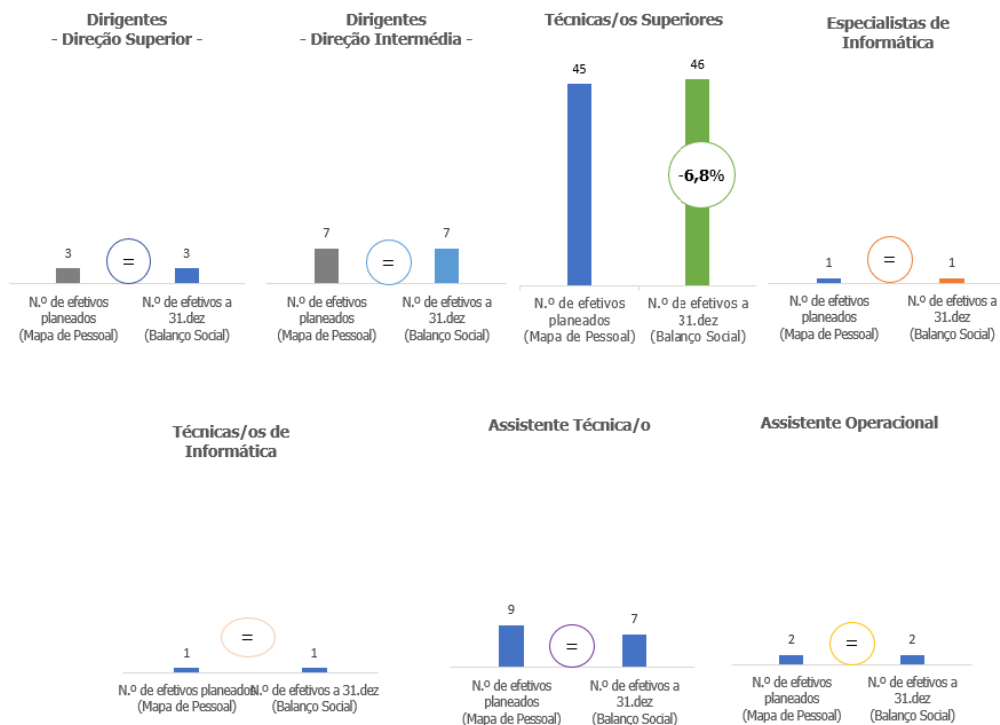 Dirigentes
- Direção Superior -
3
=
3
N.º de efetivos
planeados
(Mapa de Pessoal)
N.º de efetivos a
31.dez
(Balanço Social)
Dirigentes
- Direção Intermédia -
7
=
7
N.º de efetivos
planeados
(Mapa de Pessoal)
N.º de efetivos a
31.dez
(Balanço Social)
Técnicas/os Superiores
45
46
-6,8%
N.º de efetivos
planeados
(Mapa de Pessoal)
N.º de efetivos a
31.dez
(Balanço Social)
Especialistas de
Informática
1
=
1
N.º de efetivos
planeados
(Mapa de Pessoal)
N.º de efetivos a
31.dez
(Balanço Social)
Técnicas/os de
Informática
1
=
1
N.º de efetivos planeados
(Mapa de Pessoal)
N.º de efetivos a 31.dez
(Balanço Social)
Assistente Técnica/o
9
=
7
N.º de efetivos
planeados
(Mapa de Pessoal)
N.º de efetivos a
31.dez
(Balanço Social)
Assistente Operacional
2
=
2
N.º de efetivos
planeados
(Mapa de Pessoal)
N.º de efetivos a
31.dez
(Balanço Social)